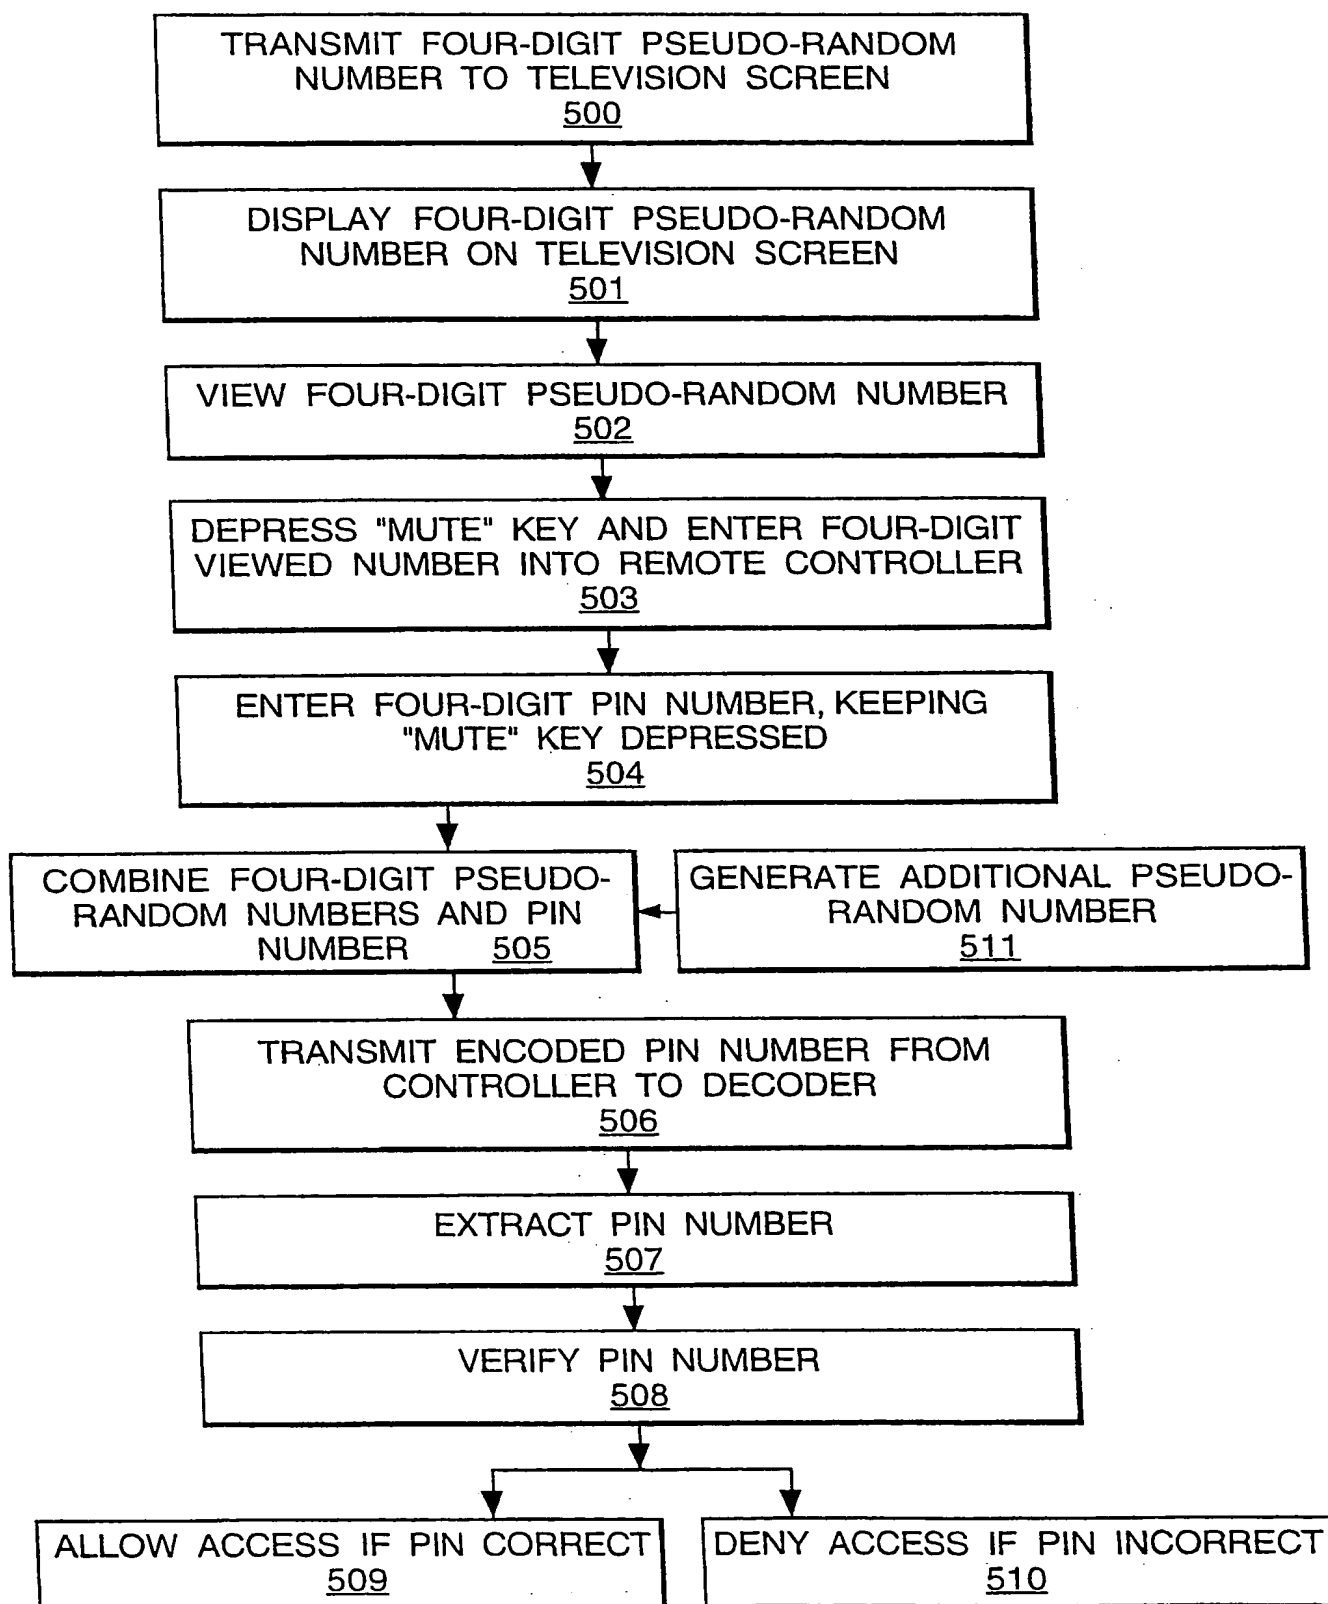 TRANSMIT FOUR-DIGIT PSEUDO-RANDOM
NUMBER TO TELEVISION SCREEN
500
DISPLAY FOUR-DIGIT PSEUDO-RANDOM
NUMBER ON TELEVISION SCREEN
501
VIEW FOUR-DIGIT PSEUDO-RANDOM NUMBER
502
DEPRESS "MUTE" KEY AND ENTER FOUR-DIGIT
VIEWED NUMBER INTO REMOTE CONTROLLER
503
ENTER FOUR-DIGIT PIN NUMBER, KEEPING
"MUTE" KEY DEPRESSED
504
COMBINE FOUR-DIGIT PSEUDO-
RANDOM NUMBERS AND PIN
NUMBER 505
GENERATE ADDITIONAL PSEUDO-
RANDOM NUMBER
511
TRANSMIT ENCODED PIN NUMBER FROM
CONTROLLER TO DECODER
506
EXTRACT PIN NUMBER
507
VERIFY PIN NUMBER
508
ALLOW ACCESS IF PIN CORRECT
509
DENY ACCESS IF PIN INCORRECT
510